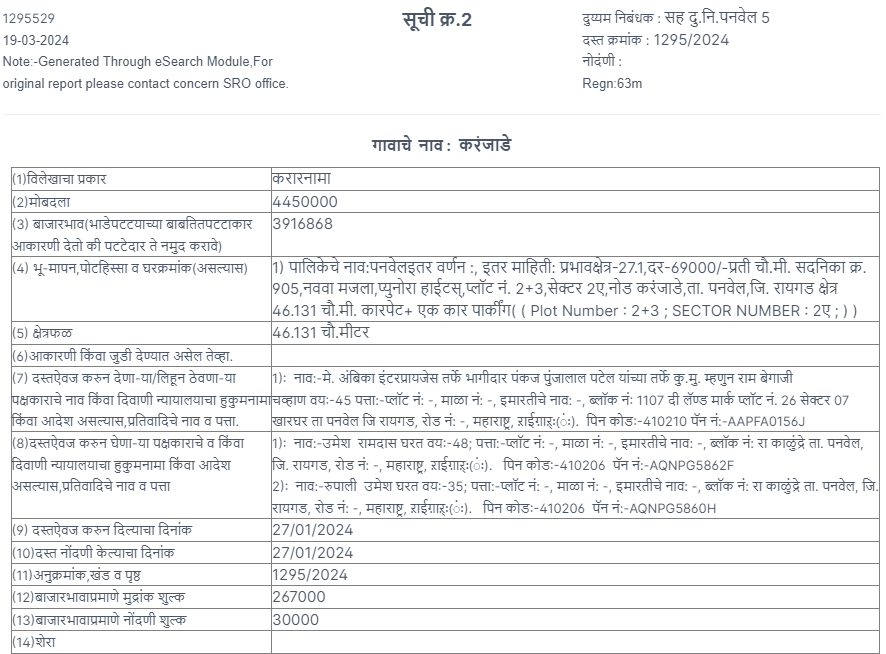 1295529
सूची क्र.2
दुय्यम निबंधक : सह दु.नि.पनवेल 5
19-03-2024
दस्त क्रमांक : 1295/2024
Note:-Generated Through eSearch Module,For
नोदंणी :
original report please contact concern SRO office.
Regn:63m
गावाचे नाव : करंजाडे
(1)विलेखाचा प्रकार
करारनामा
(2)मोबदला
4450000
(3) बाजारभाव(भाडेपटटयाच्या बाबतितपटटाकार
आकारणी देतो की पटटेदार ते नमुद करावे)
3916868
(4) भू-मापन,पोटहिस्सा व घरक्रमांक(असल्यास)
1) पालिकेचे नाव:पनवेलइतर वर्णन :, इतर माहिती: प्रभावक्षेत्र-27.1,दर-69000/-प्रती चौ.मी. सदनिका क्र.
905,नववा मजला,प्युनोरा हाईटस्,प्लॉट नं. 2+3,सेक्टर 2ए,नोड करंजाडे,ता. पनवेल,जि. रायगड क्षेत्र
46.131 चौ.मी. कारपेट+ एक कार पार्कींग( ( Plot Number : 2+3 ; SECTOR NUMBER : 2ए ; ) )
(5) क्षेत्रफळ
46.131 चौ.मीटर
(6)आकारणी किंवा जुडी देण्यात असेल तेव्हा.
(7) दस्तऐवज करुन देणा-या/लिहून ठेवणा-या
पक्षकाराचे नाव किंवा दिवाणी न्यायालयाचा हुकुमनामा
किंवा आदेश असल्यास,प्रतिवादिचे नाव व पत्ता.
1): नाव:-मे. अंबिका इंटरप्रायजेस तर्फे भागीदार पंकज पुंजालाल पटेल यांच्या तर्फे कु.मु. म्हणुन राम बेगाजी
चव्हाण वय:-45 पत्ता:-प्लॉट नं: -, माळा नं: -, इमारतीचे नाव: -, ब्लॉक नं: 1107 दी लॅण्ड मार्क प्लॉट नं. 26 सेक्टर 07
खारघर ता पनवेल जि रायगड, रोड नं: -, महाराष्ट्र, ऱाईगाऱ्:(ं:). पिन कोड:-410210 पॅन नं:-AAPFA0156J
(8)दस्तऐवज करुन घेणा-या पक्षकाराचे व किंवा
दिवाणी न्यायालयाचा हुकुमनामा किंवा आदेश
असल्यास,प्रतिवादिचे नाव व पत्ता
1): नाव:-उमेश रामदास घरत वय:-48; पत्ता:-प्लॉट नं: -, माळा नं: -, इमारतीचे नाव: -, ब्लॉक नं: रा काळुंद्रे ता. पनवेल,
जि. रायगड, रोड नं: -, महाराष्ट्र, ऱाईगाऱ्:(ं:). पिन कोड:-410206 पॅन नं:-AQNPG5862F
2): नाव:-रुपाली उमेश घरत वय:-35; पत्ता:-प्लॉट नं: -, माळा नं: -, इमारतीचे नाव: -, ब्लॉक नं: रा काळुंद्रे ता. पनवेल, जि.
रायगड, रोड नं: -, महाराष्ट्र, ऱाईगाऱ्:(ं:). पिन कोड:-410206 पॅन नं:-AQNPG5860H
(9) दस्तऐवज करुन दिल्याचा दिनांक
27/01/2024
(10)दस्त नोंदणी केल्याचा दिनांक
27/01/2024
(11)अनुक्रमांक,खंड व पृष्ठ
1295/2024
(12)बाजारभावाप्रमाणे मुद्रांक शुल्क
267000
(13)बाजारभावाप्रमाणे नोंदणी शुल्क
30000
(14)शेरा